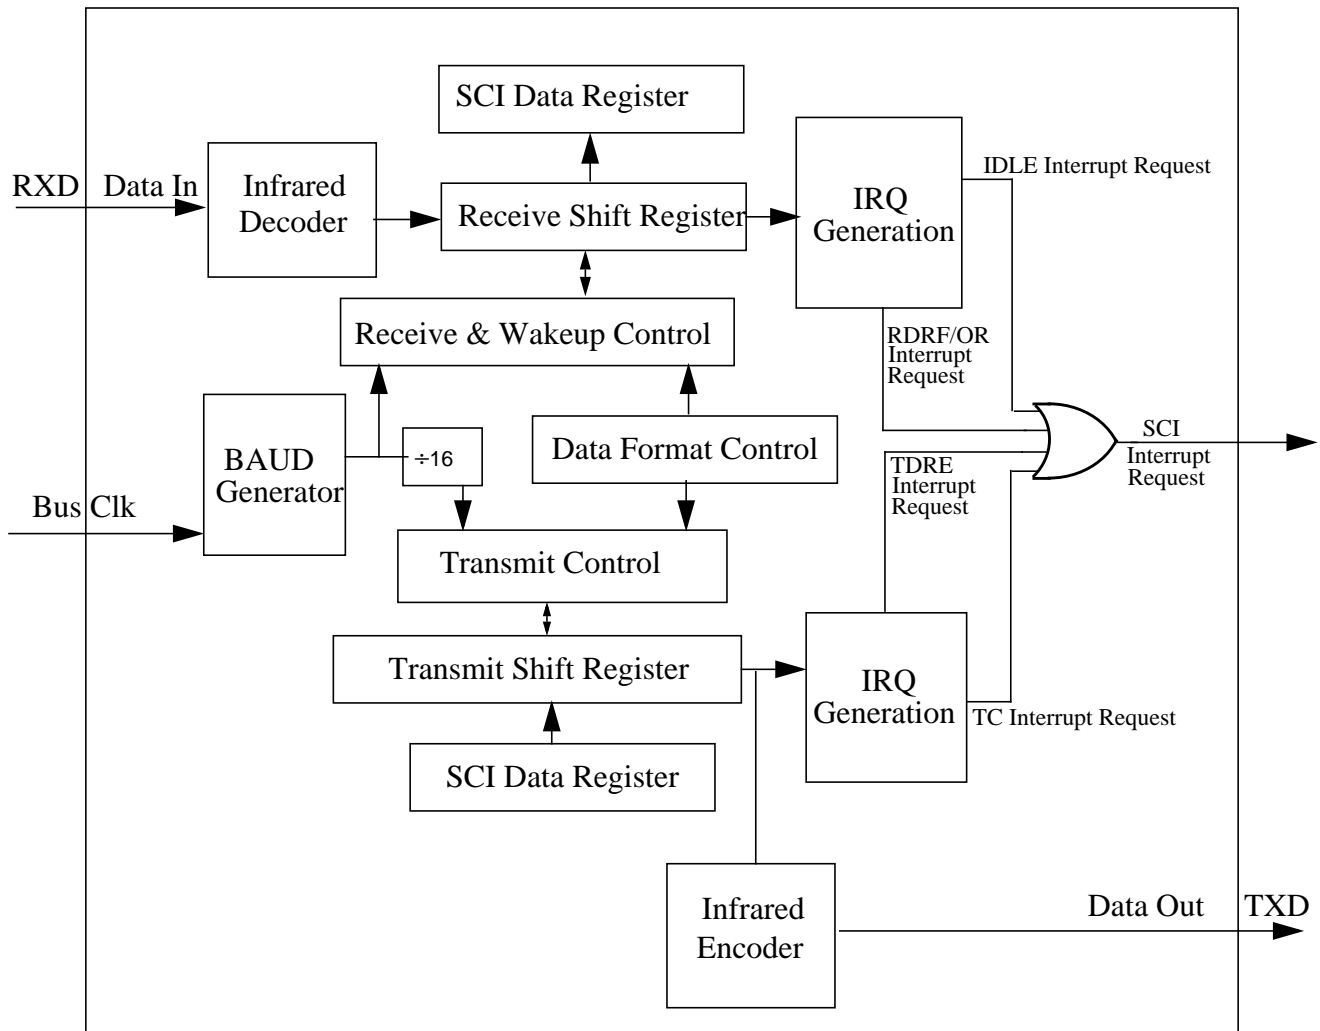 SCI Data Register
RXD
Data In
Infrared
Decoder
Receive Shift Register
IRQ
Generation
IDLE Interrupt Request
Receive & Wakeup Control
RDRF/OR
Interrupt
Request
BAUD
Generator
÷16
Data Format Control
SCI
Interrupt
Request
TDRE
Interrupt
Request
Bus Clk
Transmit Control
Transmit Shift Register
IRQ
Generation
TC Interrupt Request
SCI Data Register
Infrared
Encoder
Data Out
TXD